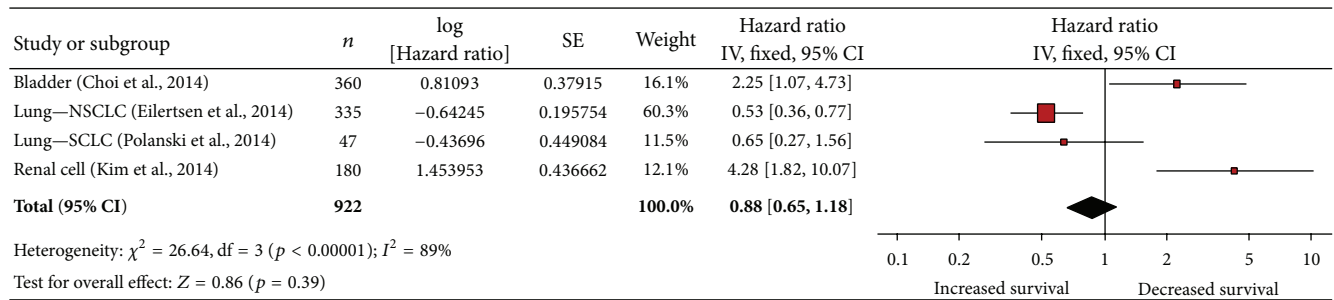 Study or subgroup n log [Hazard ratio] SE Weight Hazard ratio IV, fixed, 95% CI Hazard ratio IV, fixed, 95% CI
Bladder (Choi et al., 2014) 360 0.81093 0.37915 16.1% 2.25 [1.07, 4.73]
Lung—NSCLC (Eilertsen et al., 2014) 335 −0.64245 0.195754 60.3% 0.53 [0.36, 0.77]
Lung—SCLC (Polanski et al., 2014) 47 −0.43696 0.449084 11.5% 0.65 [0.27, 1.56]
Renal cell (Kim et al., 2014) 180 1.453953 0.436662 12.1% 4.28 [1.82, 10.07]
Total (95% CI) 922 100.0% 0.88 [0.65, 1.18]
Heterogeneity: χ² = 26.64, df = 3 (p < 0.00001); I² = 89%
Test for overall effect: Z = 0.86 (p = 0.39)
0.1 0.2 0.5 1 2 5 10
Increased survival Decreased survival